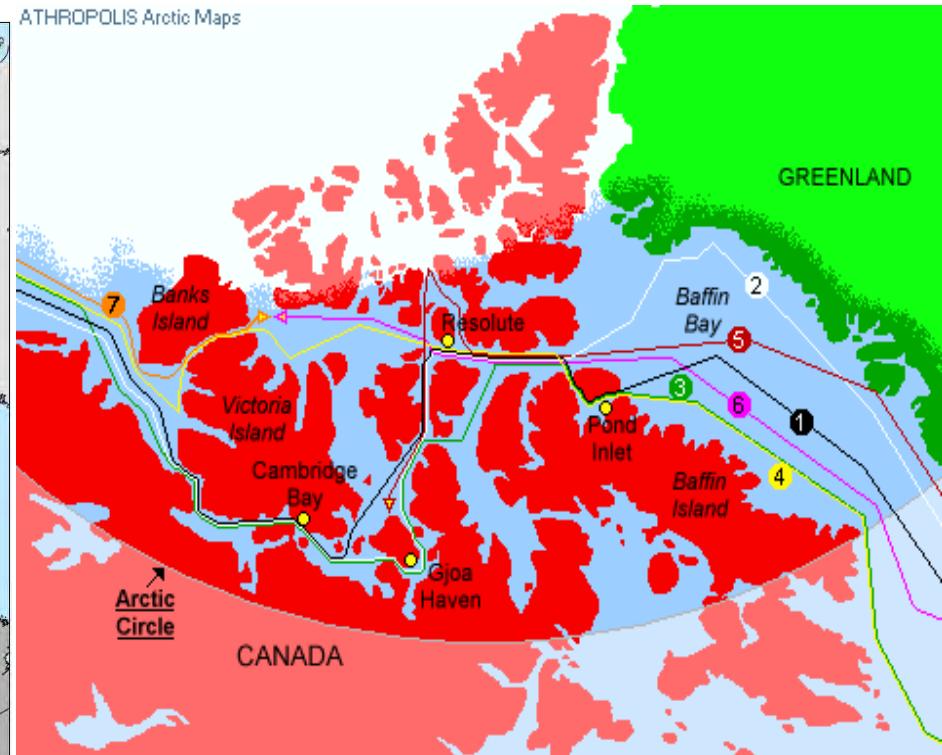 ATHROPOLIS Arctic Maps
GREENLAND
7
Banks
Island
2
Baffin
Bay
Resolute
5
3
6
1
Victoria
Island
Pond
Inlet
4
Cambridge
Bay
Baffin
Island
Gjoa
Haven
Arctic
Circle
CANADA